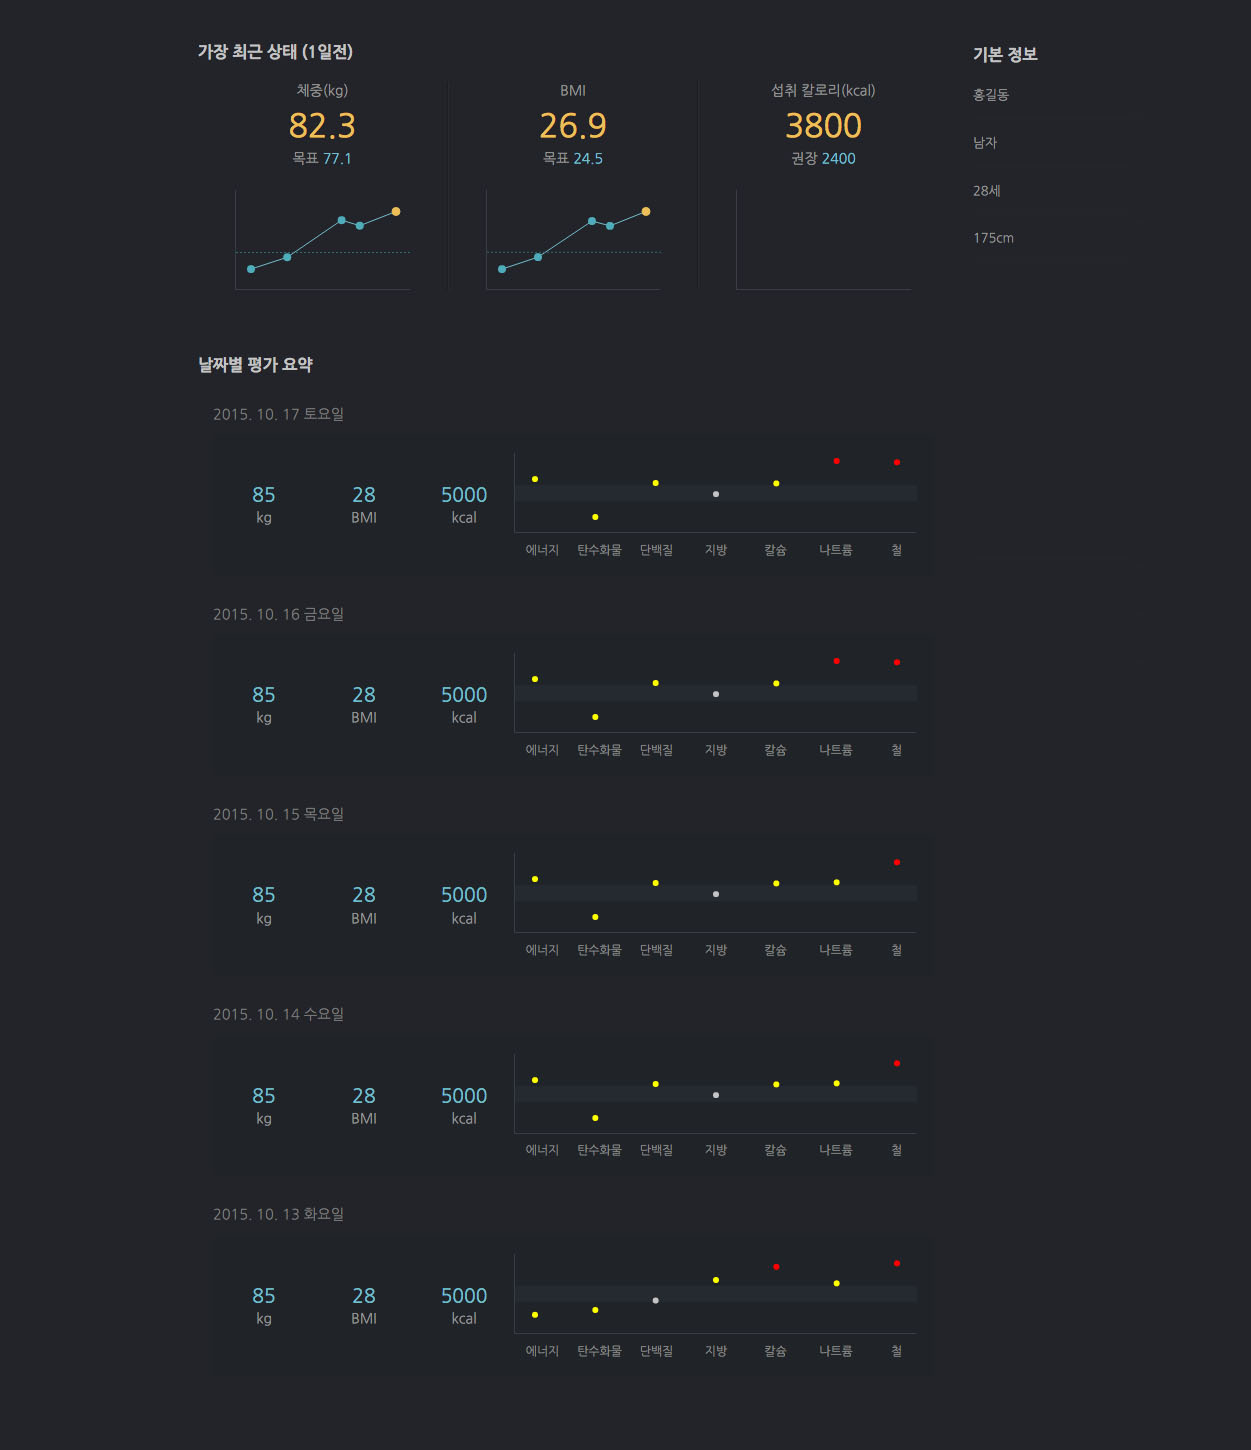 가장 최근 상태 (1일전)
체중(kg)
82.3
목표 77.1
BMI
26.9
목표 24.5
섭취 칼로리(kcal)
3800
권장 2400
기본 정보
홍길동
남자
28세
175cm
날짜별 평가 요약
2015. 10. 17 토요일
85
kg
28
BMI
5000
kcal
에너지 탄수화물 단백질 지방 칼슘 나트륨 철
2015. 10. 16 금요일
85
kg
28
BMI
5000
kcal
에너지 탄수화물 단백질 지방 칼슘 나트륨 철
2015. 10. 15 목요일
85
kg
28
BMI
5000
kcal
에너지 탄수화물 단백질 지방 칼슘 나트륨 철
2015. 10. 14 수요일
85
kg
28
BMI
5000
kcal
에너지 탄수화물 단백질 지방 칼슘 나트륨 철
2015. 10. 13 화요일
85
kg
28
BMI
5000
kcal
에너지 탄수화물 단백질 지방 칼슘 나트륨 철